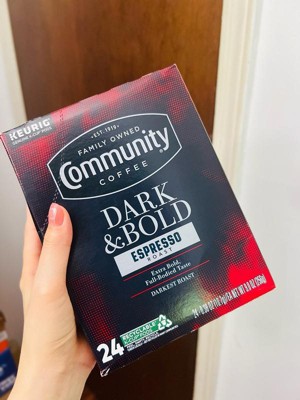 KEURIG
EST. 1919
FAMILY OWNED
Community
COFFEE
DARK
& BOLD
ESPRESSO
ROAST
Extra Bold,
Full-Bodied Taste
DARKEST ROAST
24
RECYCLABLE